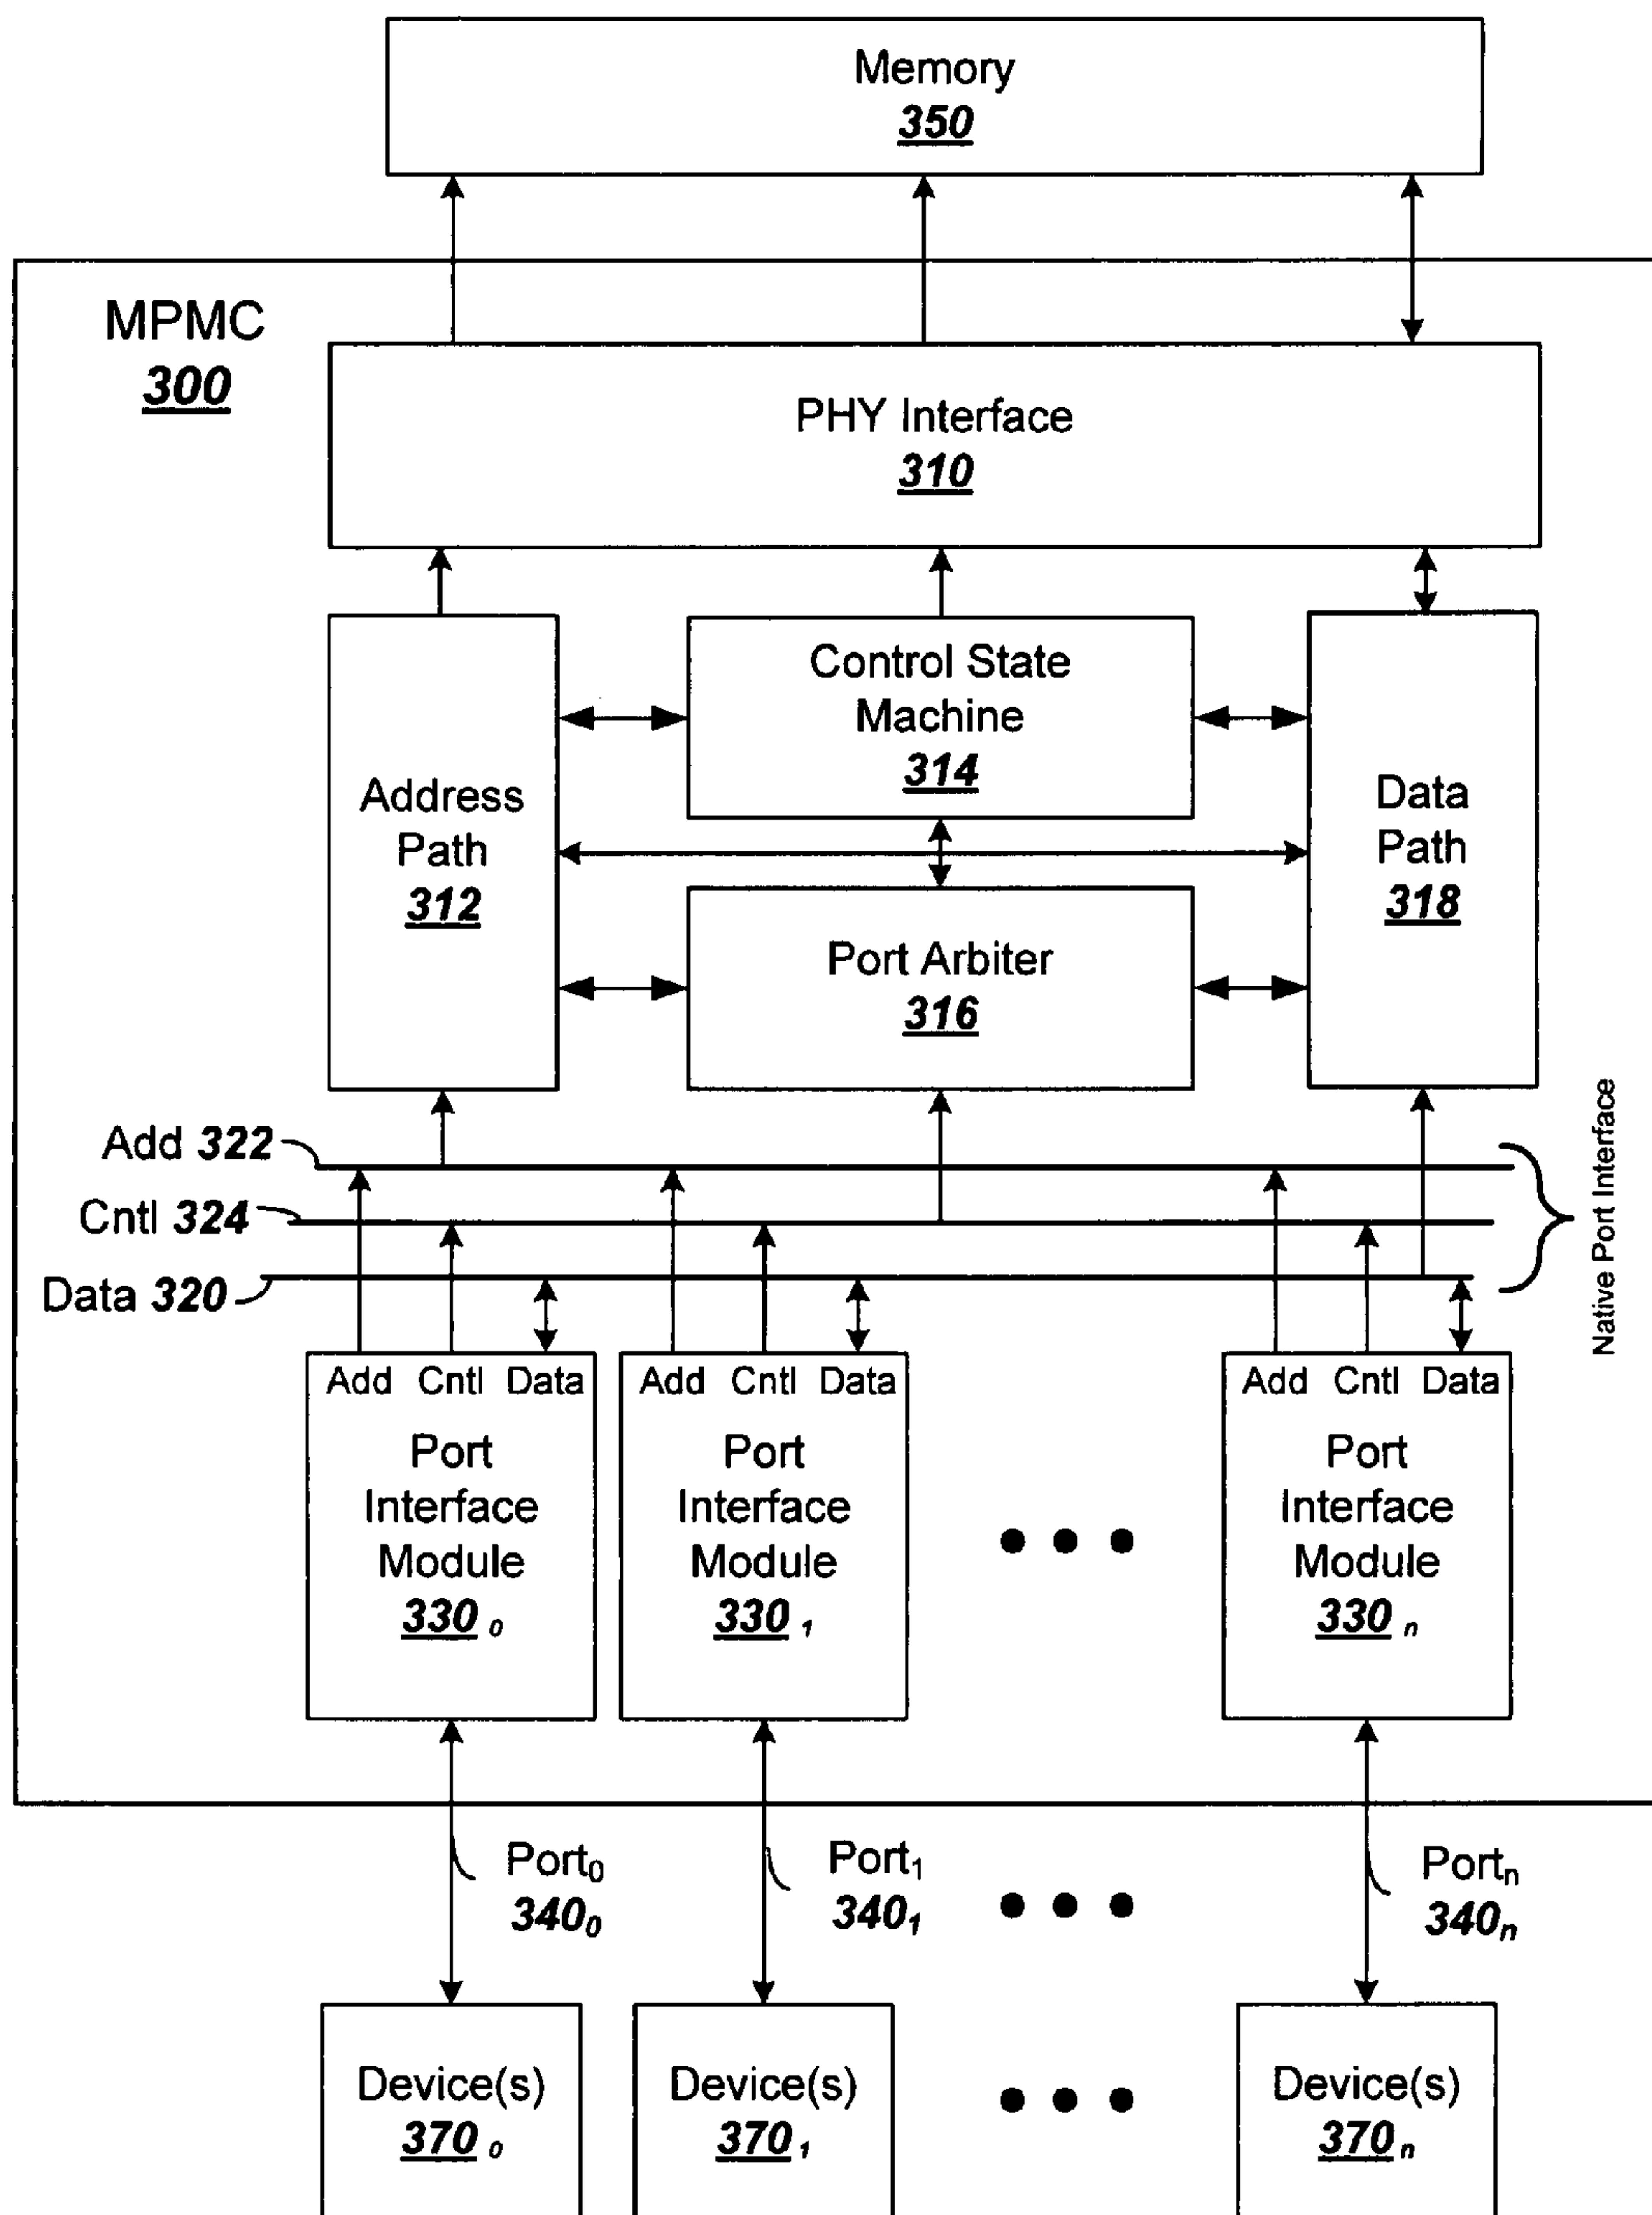 Memory
350
MPMC
300
PHY Interface
310
Control State
Machine
314
Address
Path
312
Data
Path
318
Port Arbiter
316
Add 322
Cntl 324
Data 320
Native Port Interface
Add Cntl Data
Port
Interface
Module
330 0
Add Cntl Data
Port
Interface
Module
330 1
Add Cntl Data
Port
Interface
Module
330 n
Port0
3400
Port1
3401
Portn
340n
Device(s)
370 0
Device(s)
370 1
Device(s)
370 n